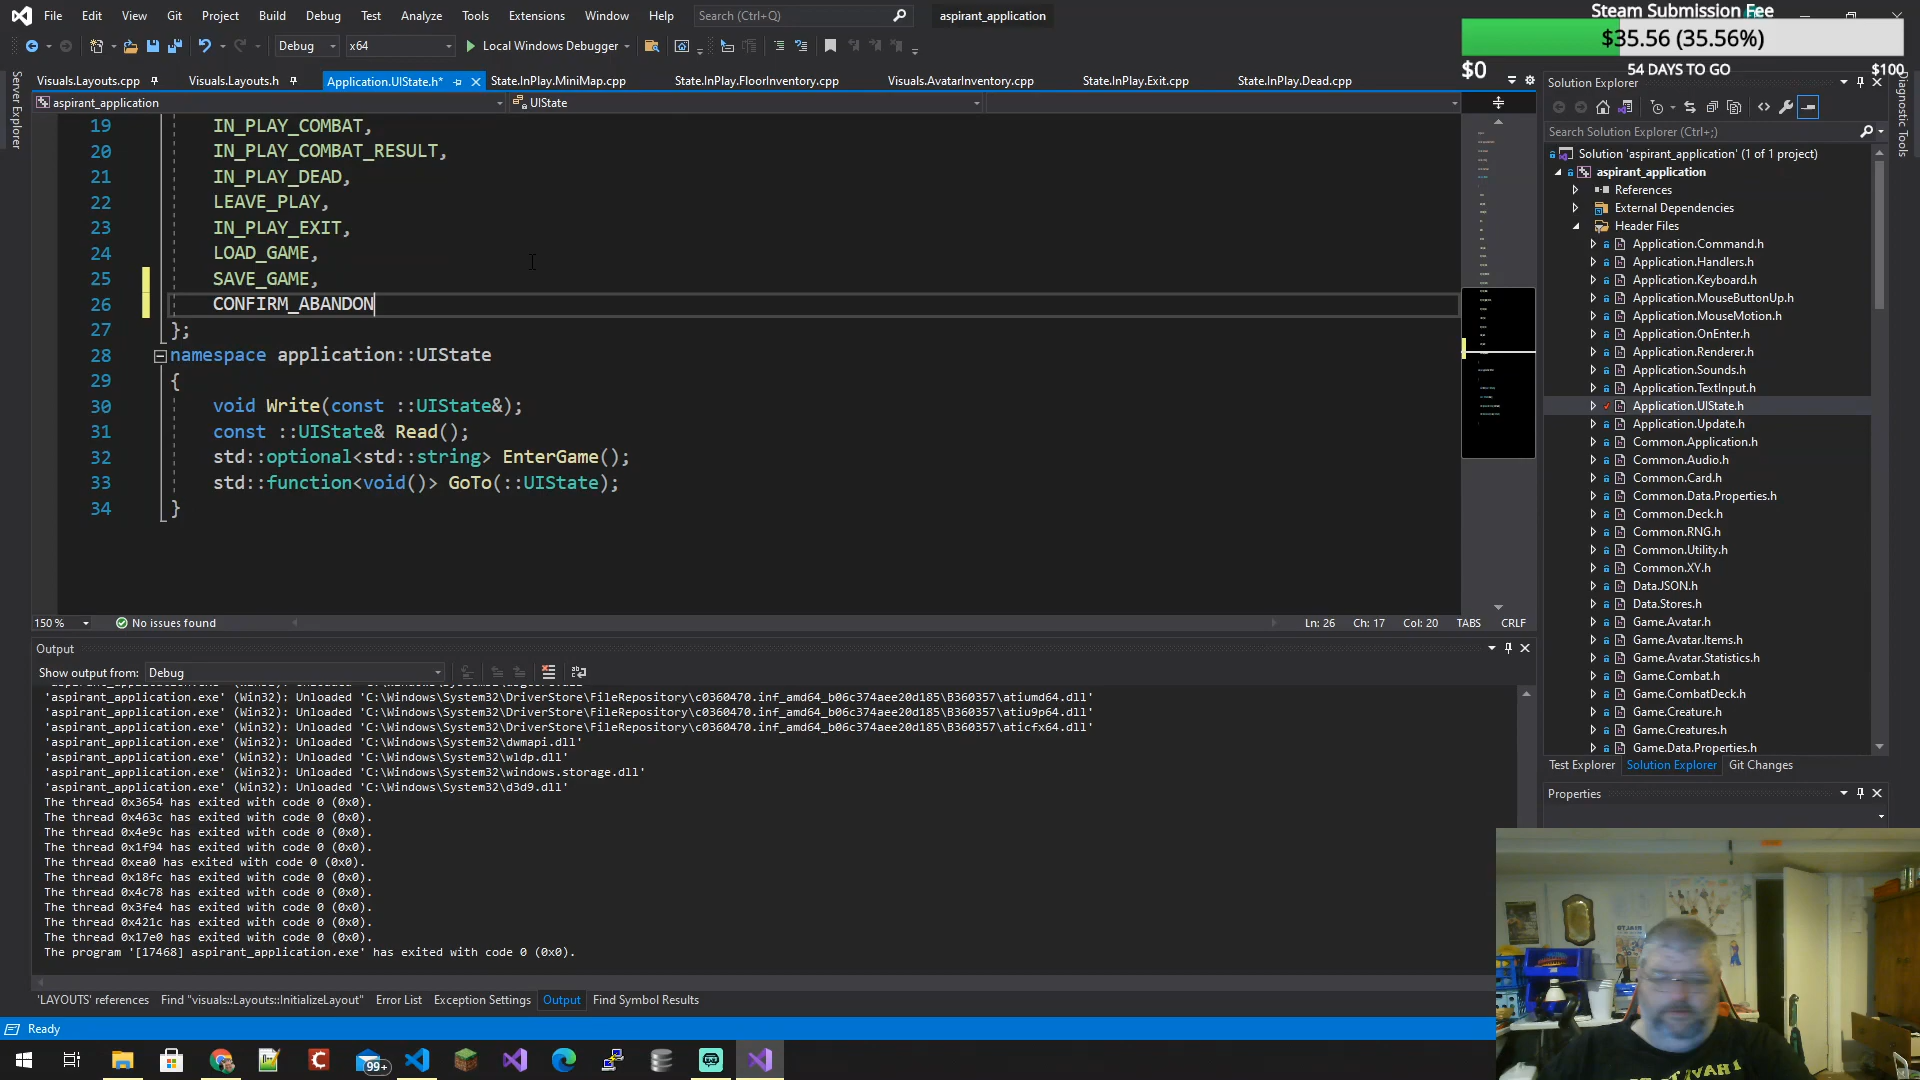 File Edit View Git Project Build Debug Test Analyze Tools Extensions Window Help Search (Ctrl+Q) aspirant_application
Steam Submission Fee
$35.56 (35.56%)
$0 54 DAYS TO GO $100
Debug x64 Local Windows Debugger
Server Explorer
Diagnostic Tools
Visuals.Layouts.cpp Visuals.Layouts.h Application.UIState.h* State.InPlay.MiniMap.cpp State.InPlay.FloorInventory.cpp Visuals.AvatarInventory.cpp State.InPlay.Exit.cpp State.InPlay.Dead.cpp
aspirant_application UIState
19 IN_PLAY_COMBAT,
20 IN_PLAY_COMBAT_RESULT,
21 IN_PLAY_DEAD,
22 LEAVE_PLAY,
23 IN_PLAY_EXIT,
24 LOAD_GAME,
25 SAVE_GAME,
26 CONFIRM_ABANDON
27 };
28 namespace application::UIState
29 {
30 void Write(const ::UIState&);
31 const ::UIState& Read();
32 std::optional<std::string> EnterGame();
33 std::function<void()> GoTo(::UIState);
34 }
150 % No issues found Ln: 26 Ch: 17 Col: 20 TABS CRLF
Output
Show output from: Debug
'aspirant_application.exe' (Win32): Unloaded 'C:\Windows\System32\DriverStore\FileRepository\c0360470.inf_amd64_b06c374aee20d185\B360357\atiumd64.dll'
'aspirant_application.exe' (Win32): Unloaded 'C:\Windows\System32\DriverStore\FileRepository\c0360470.inf_amd64_b06c374aee20d185\B360357\atiu9p64.dll'
'aspirant_application.exe' (Win32): Unloaded 'C:\Windows\System32\DriverStore\FileRepository\c0360470.inf_amd64_b06c374aee20d185\B360357\aticfx64.dll'
'aspirant_application.exe' (Win32): Unloaded 'C:\Windows\System32\dwmapi.dll'
'aspirant_application.exe' (Win32): Unloaded 'C:\Windows\System32\wldp.dll'
'aspirant_application.exe' (Win32): Unloaded 'C:\Windows\System32\windows.storage.dll'
'aspirant_application.exe' (Win32): Unloaded 'C:\Windows\System32\d3d9.dll'
The thread 0x3654 has exited with code 0 (0x0).
The thread 0x463c has exited with code 0 (0x0).
The thread 0x4e9c has exited with code 0 (0x0).
The thread 0x1f94 has exited with code 0 (0x0).
The thread 0xea0 has exited with code 0 (0x0).
The thread 0x18fc has exited with code 0 (0x0).
The thread 0x4c78 has exited with code 0 (0x0).
The thread 0x3fe4 has exited with code 0 (0x0).
The thread 0x421c has exited with code 0 (0x0).
The thread 0x17e0 has exited with code 0 (0x0).
The program '[17468] aspirant_application.exe' has exited with code 0 (0x0).
'LAYOUTS' references Find "visuals::Layouts::InitializeLayout" Error List Exception Settings Output Find Symbol Results
Ready
99+
Solution Explorer
Search Solution Explorer (Ctrl+;)
Solution 'aspirant_application' (1 of 1 project)
aspirant_application
References
External Dependencies
Header Files
Application.Command.h
Application.Handlers.h
Application.Keyboard.h
Application.MouseButtonUp.h
Application.MouseMotion.h
Application.OnEnter.h
Application.Renderer.h
Application.Sounds.h
Application.TextInput.h
Application.UIState.h
Application.Update.h
Common.Application.h
Common.Audio.h
Common.Card.h
Common.Data.Properties.h
Common.Deck.h
Common.RNG.h
Common.Utility.h
Common.XY.h
Data.JSON.h
Data.Stores.h
Game.Avatar.h
Game.Avatar.Items.h
Game.Avatar.Statistics.h
Game.Combat.h
Game.CombatDeck.h
Game.Creature.h
Game.Creatures.h
Game.Data.Properties.h
Test Explorer Solution Explorer Git Changes
Properties